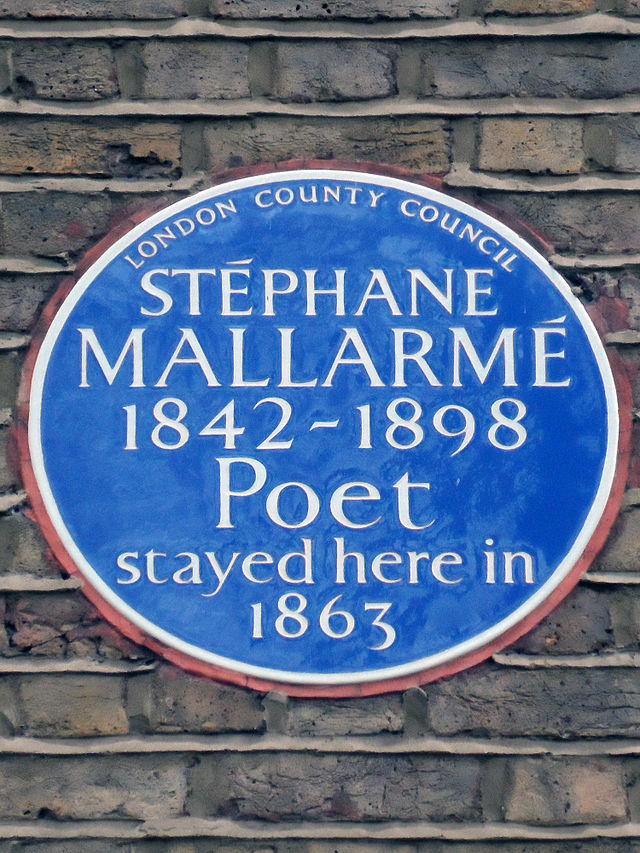 LONDON COUNTY COUNCIL
STÉPHANE
MALLARMÉ
1842-1898
Poet
stayed here in
1863